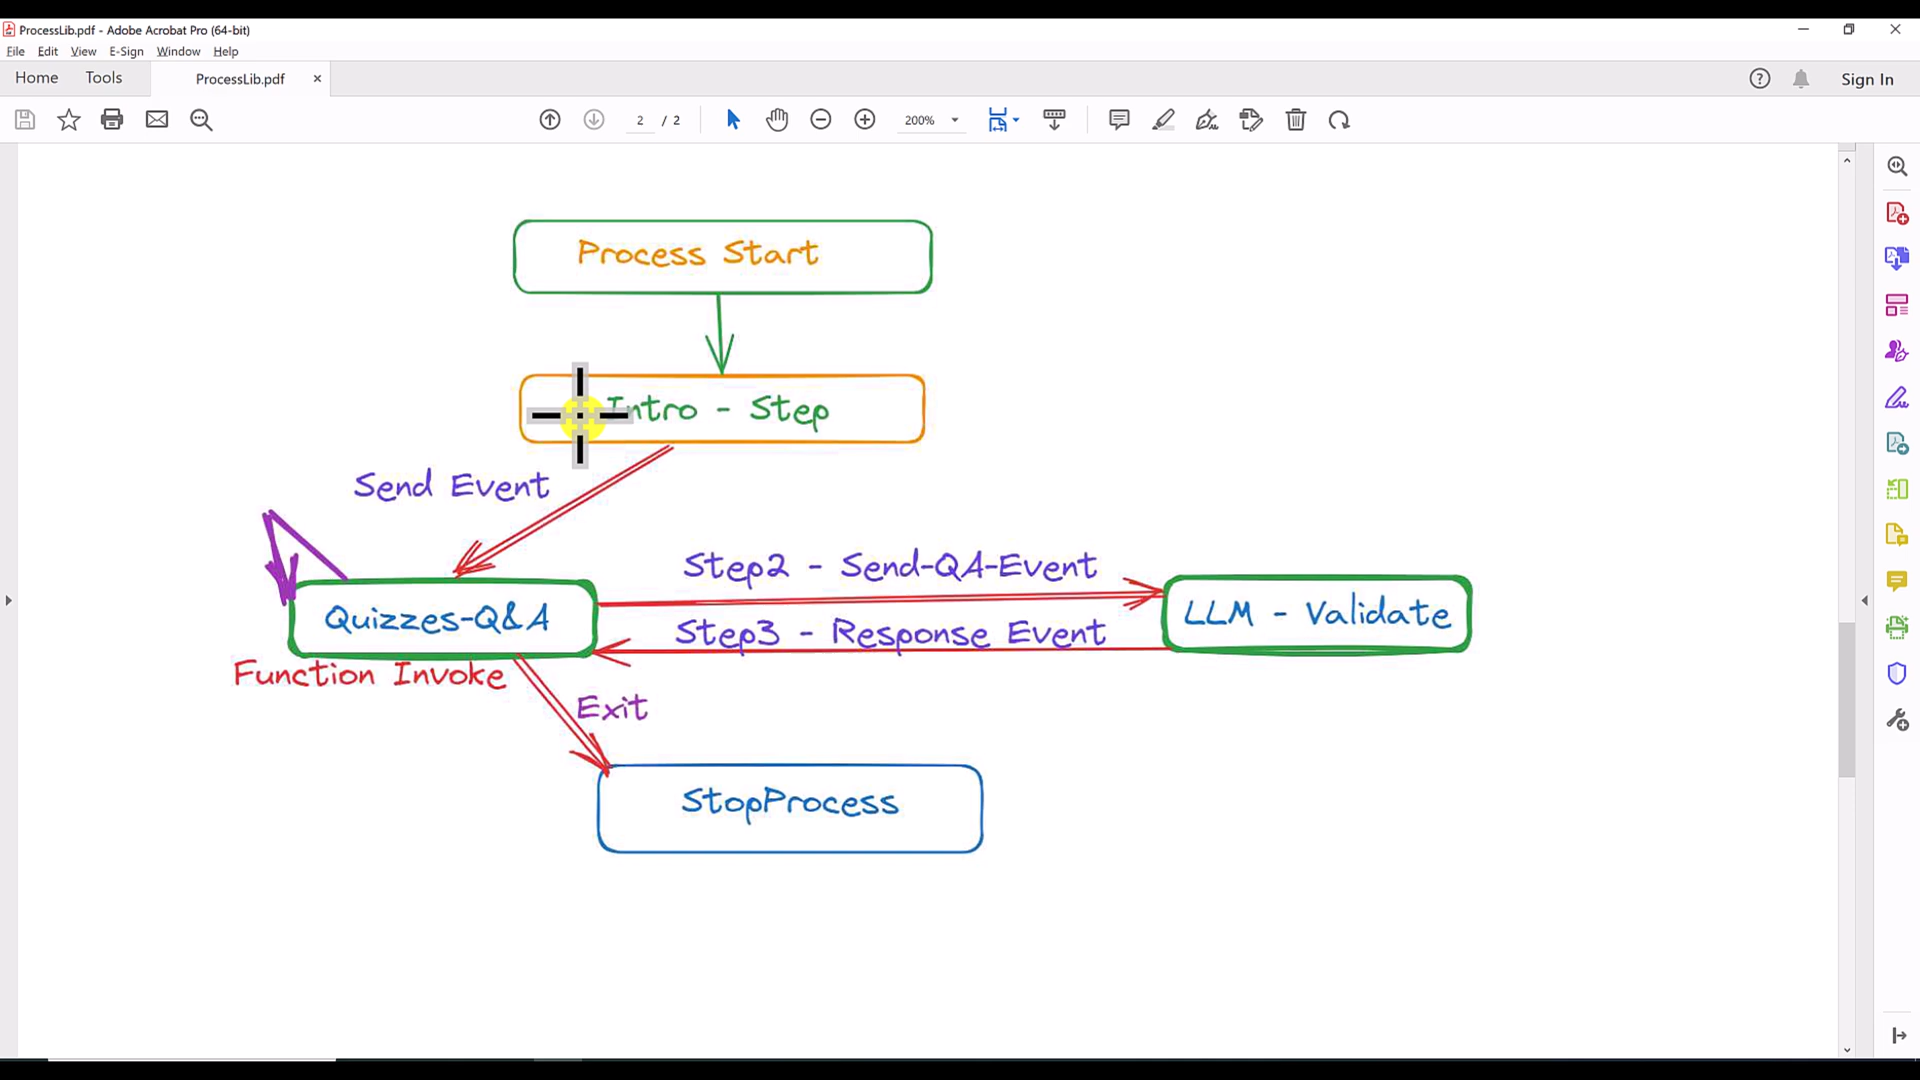 ProcessLib.pdf - Adobe Acrobat Pro (64-bit)
File Edit View E-Sign Window Help
Home Tools ProcessLib.pdf × Sign In
2 / 2 200%
Process Start
Intro - Step
Send Event
Step2 - Send-QA-Event
Quizzes-Q&A
LLM - Validate
Step3 - Response Event
Function Invoke
Exit
StopProcess